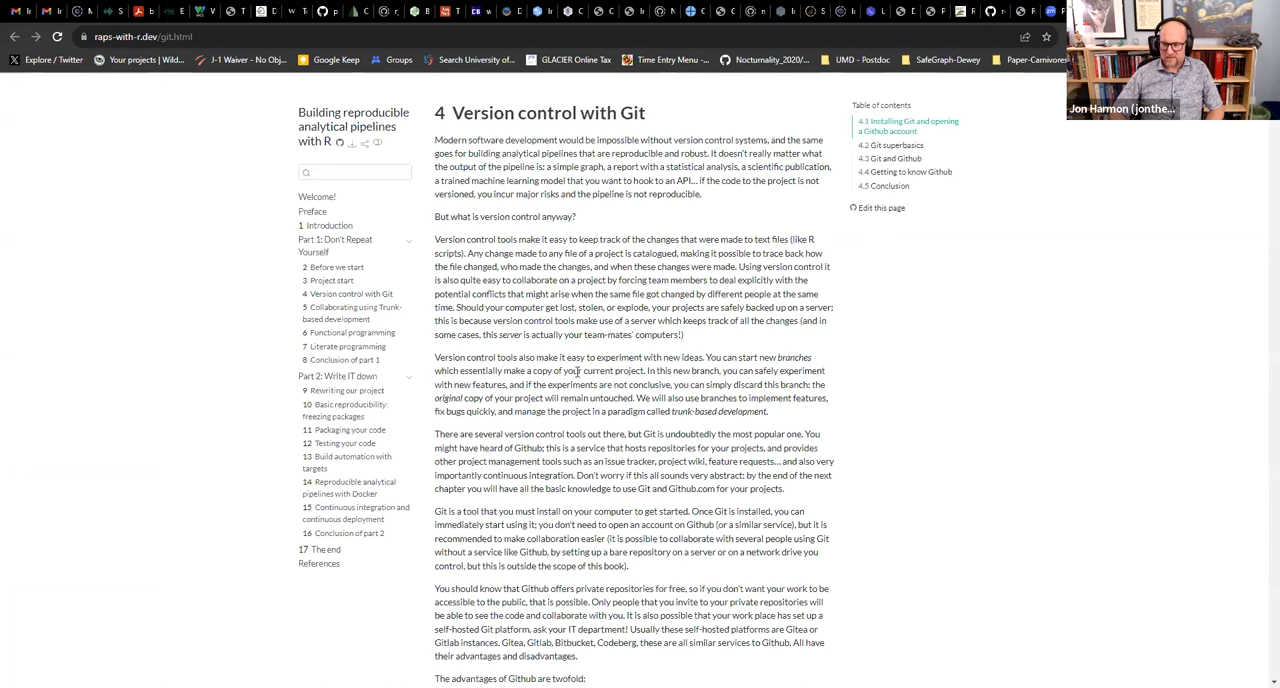 raps-with-r.dev/git.html
Explore / Twitter
Your projects | Wild...
J-1 Waiver - No Obj...
Google Keep
Groups
Search University of...
GLACIER Online Tax
Time Entry Menu -...
Nocturnality_2020/...
UMD - Postdoc
SafeGraph-Dewey
Paper-Carnivores
Jon Harmon (jonthe...
Building reproducible
analytical pipelines
with R
Welcome!
Preface
1 Introduction
Part 1: Don't Repeat
Yourself
2 Before we start
3 Project start
4 Version control with Git
5 Collaborating using Trunk-
based development
6 Functional programming
7 Literate programming
8 Conclusion of part 1
Part 2: Write IT down
9 Rewriting our project
10 Basic reproducibility:
freezing packages
11 Packaging your code
12 Testing your code
13 Build automation with
targets
14 Reproducible analytical
pipelines with Docker
15 Continuous integration and
continuous deployment
16 Conclusion of part 2
17 The end
References
4 Version control with Git
Modern software development would be impossible without version control systems, and the same
goes for building analytical pipelines that are reproducible and robust. It doesn't really matter what
the output of the pipeline is: a simple graph, a report with a statistical analysis, a scientific publication,
a trained machine learning model that you want to hook to an API... if the code to the project is not
versioned, you incur major risks and the pipeline is not reproducible.
But what is version control anyway?
Version control tools make it easy to keep track of the changes that were made to text files (like R
scripts). Any change made to any file of a project is catalogued, making it possible to trace back how
the file changed, who made the changes, and when these changes were made. Using version control it
is also quite easy to collaborate on a project by forcing team members to deal explicitly with the
potential conflicts that might arise when the same file got changed by different people at the same
time. Should your computer get lost, stolen, or explode, your projects are safely backed up on a server:
this is because version control tools make use of a server which keeps track of all the changes (and in
some cases, this server is actually your team-mates' computers!)
Version control tools also make it easy to experiment with new ideas. You can start new branches
which essentially make a copy of your current project. In this new branch, you can safely experiment
with new features, and if the experiments are not conclusive, you can simply discard this branch: the
original copy of your project will remain untouched. We will also use branches to implement features,
fix bugs quickly, and manage the project in a paradigm called trunk-based development.
There are several version control tools out there, but Git is undoubtedly the most popular one. You
might have heard of Github; this is a service that hosts repositories for your projects, and provides
other project management tools such as an issue tracker, project wiki, feature requests... and also very
importantly continuous integration. Don't worry if this all sounds very abstract: by the end of the next
chapter you will have all the basic knowledge to use Git and Github.com for your projects.
Git is a tool that you must install on your computer to get started. Once Git is installed, you can
immediately start using it; you don't need to open an account on Github (or a similar service), but it is
recommended to make collaboration easier (it is possible to collaborate with several people using Git
without a service like Github, by setting up a bare repository on a server or on a network drive you
control, but this is outside the scope of this book).
You should know that Github offers private repositories for free, so if you don't want your work to be
accessible to the public, that is possible. Only people that you invite to your private repositories will
be able to see the code and collaborate with you. It is also possible that your work place has set up a
self-hosted Git platform, ask your IT department! Usually these self-hosted platforms are Gitea or
Gitlab instances. Gitea, Gitlab, Bitbucket, Codeberg, these are all similar services to Github. All have
their advantages and disadvantages.
The advantages of Github are twofold:
Table of contents
4.1 Installing Git and opening
a Github account
4.2 Git superbasics
4.3 Git and Github
4.4 Getting to know Github
4.5 Conclusion
Edit this page